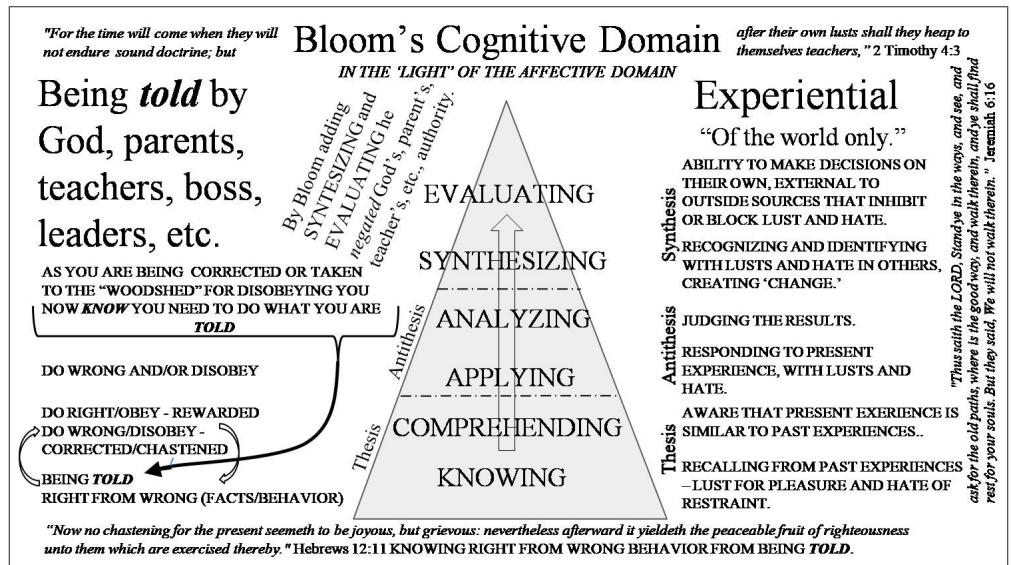 "For the time will come when they will
not endure sound doctrine; but
Bloom's Cognitive Domain
after their own lusts shall they heap to
themselves teachers," 2 Timothy 4:3
IN THE 'LIGHT' OF THE AFFECTIVE DOMAIN
Being told by
God, parents,
teachers, boss,
leaders, etc.
AS YOU ARE BEING CORRECTED OR TAKEN
TO THE "WOODSHED" FOR DISOBEYING YOU
NOW KNOW YOU NEED TO DO WHAT YOU ARE
TOLD
DO WRONG AND/OR DISOBEY
DO RIGHT/OBEY - REWARDED
DO WRONG/DISOBEY -
CORRECTED/CHASTENED
BEING TOLD
RIGHT FROM WRONG (FACTS/BEHAVIOR)
By Bloom adding
SYNTESIZING and
EVALUATING he
negated God's, parent's,
teacher's, etc., authority.
EVALUATING
SYNTHESIZING
ANALYZING
APPLYING
COMPREHENDING
KNOWING
Antithesis
Thesis
Experiential
"Of the world only."
Synthesis
ABILITY TO MAKE DECISIONS ON
THEIR OWN, EXTERNAL TO
OUTSIDE SOURCES THAT INHIBIT
OR BLOCK LUST AND HATE.
RECOGNIZING AND IDENTIFYING
WITH LUSTS AND HATE IN OTHERS,
CREATING 'CHANGE.'
Antithesis
JUDGING THE RESULTS.
RESPONDING TO PRESENT
EXPERIENCE, WITH LUSTS AND
HATE.
Thesis
AWARE THAT PRESENT EXERIENCE IS
SIMILAR TO PAST EXPERIENCES..
RECALLING FROM PAST EXPERIENCES
–LUST FOR PLEASURE AND HATE OF
RESTRAINT.
"Thus saith the LORD, Stand ye in the ways, and see, and
ask for the old paths, where is the good way, and walk therein, and ye shall find
rest for your souls. But they said, We will not walk therein." Jeremiah 6:16
"Now no chastening for the present seemeth to be joyous, but grievous: nevertheless afterward it yieldeth the peaceable fruit of righteousness
unto them which are exercised thereby." Hebrews 12:11 KNOWING RIGHT FROM WRONG BEHAVIOR FROM BEING TOLD.